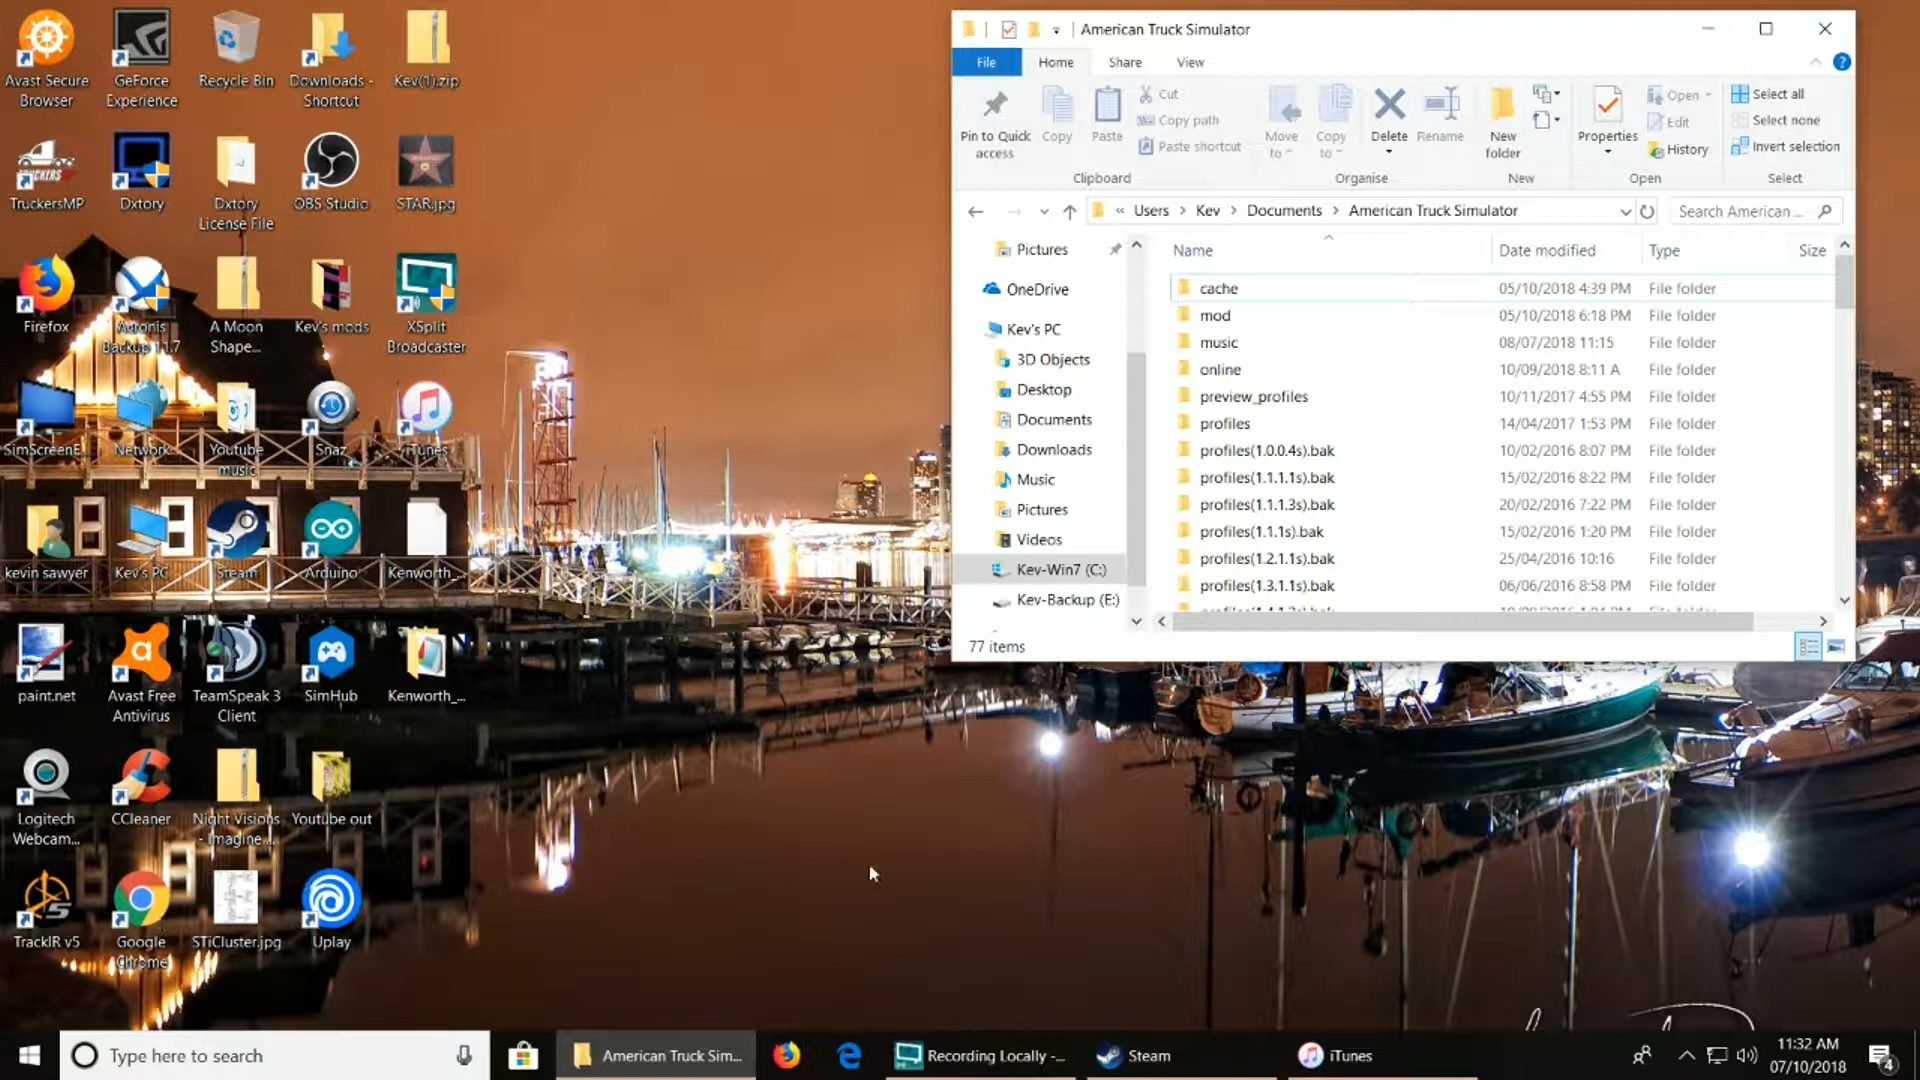 Avast Secure
Browser
GeForce
Experience
Recycle Bin
Downloads -
Shortcut
Kev(1).zip
TruckersMP
Dxtory
Dxtory
License File
OBS Studio
STAR.jpg
Firefox
Acronis
Backup 11.7
A Moon
Shape...
Kev's mods
XSplit
Broadcaster
SimScreenE
Network
Youtube
music
Snaz
iTunes
kevin sawyer
Kev's PC
Steam
Arduino
Kenworth_...
paint.net
Avast Free
Antivirus
TeamSpeak 3
Client
SimHub
Kenworth_...
Logitech
Webcam...
CCleaner
Night Visions
- Imagine...
Youtube out
TrackIR v5
Google
Chrome
STiCluster.jpg
Uplay
American Truck Simulator
File
Home
Share
View
Pin to Quick
access
Copy
Paste
Cut
Copy path
Paste shortcut
Clipboard
Move
to
Copy
to
Delete
Rename
Organise
New
folder
New
Properties
Open
Edit
History
Open
Select all
Select none
Invert selection
Select
« Users > Kev > Documents > American Truck Simulator
Search American ...
Pictures
OneDrive
Kev's PC
3D Objects
Desktop
Documents
Downloads
Music
Pictures
Videos
Kev-Win7 (C:)
Kev-Backup (E:)
Name Date modified Type Size
cache 05/10/2018 4:39 PM File folder
mod 05/10/2018 6:18 PM File folder
music 08/07/2018 11:15 File folder
online 10/09/2018 8:11 A File folder
preview_profiles 10/11/2017 4:55 PM File folder
profiles 14/04/2017 1:53 PM File folder
profiles(1.0.0.4s).bak 10/02/2016 8:07 PM File folder
profiles(1.1.1.1s).bak 15/02/2016 8:22 PM File folder
profiles(1.1.1.3s).bak 20/02/2016 7:22 PM File folder
profiles(1.1.1s).bak 15/02/2016 1:20 PM File folder
profiles(1.2.1.1s).bak 25/04/2016 10:16 File folder
profiles(1.3.1.1s).bak 06/06/2016 8:58 PM File folder
77 items
Type here to search
American Truck Sim...
Recording Locally -...
Steam
iTunes
11:32 AM
07/10/2018
4